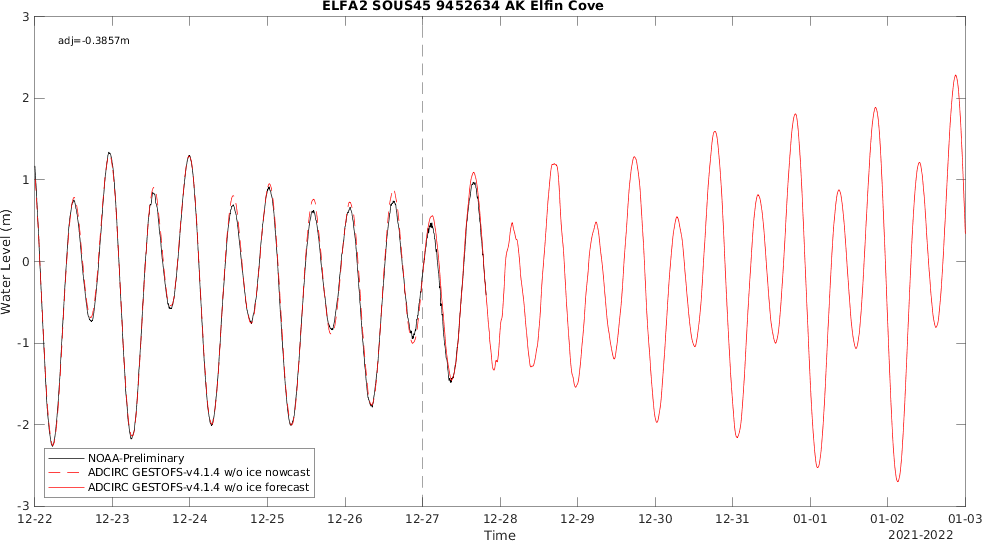 ELFA2 SOUS45 9452634 AK Elfin Cove
3
adj=-0.3857m
2
1
0
-1
-2
-3
Water Level (m)
NOAA-Preliminary
ADCIRC GESTOFS-v4.1.4 w/o ice nowcast
ADCIRC GESTOFS-v4.1.4 w/o ice forecast
12-22 12-23 12-24 12-25 12-26 12-27 12-28 12-29 12-30 12-31 01-01 01-02 01-03
Time
2021-2022